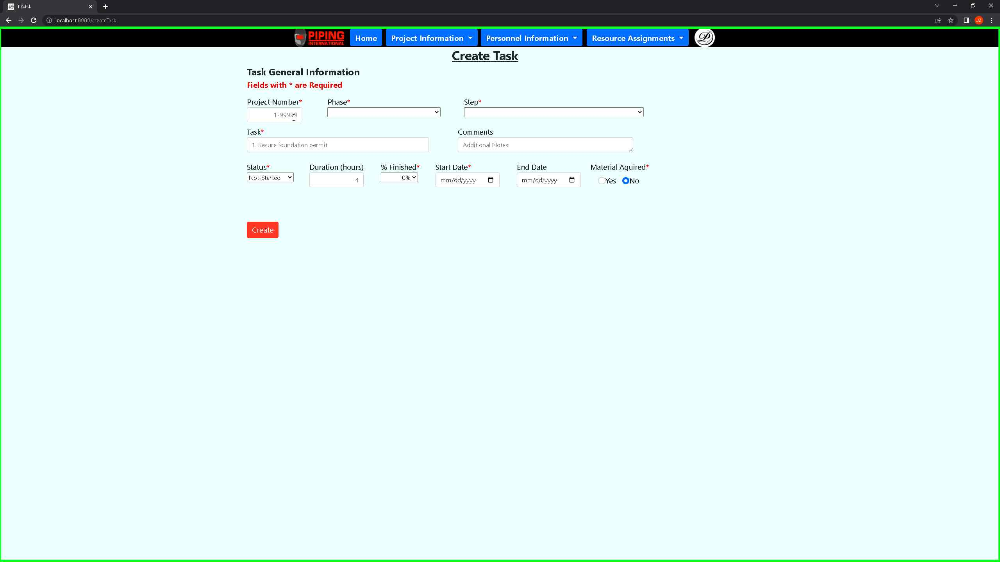 T.A.P.I.
localhost:8080/createTask
JZ
PIPING
INTERNATIONAL
Home
Project Information
Personnel Information
Resource Assignments
Create Task
Task General Information
Fields with * are Required
Project Number* Phase* Step*
1-99999
Task* Comments
1. Secure foundation permit Additional Notes
Status* Duration (hours) % Finished* Start Date* End Date Material Aquired*
Not-Started 4 0% mm/dd/yyyy mm/dd/yyyy Yes No
Create